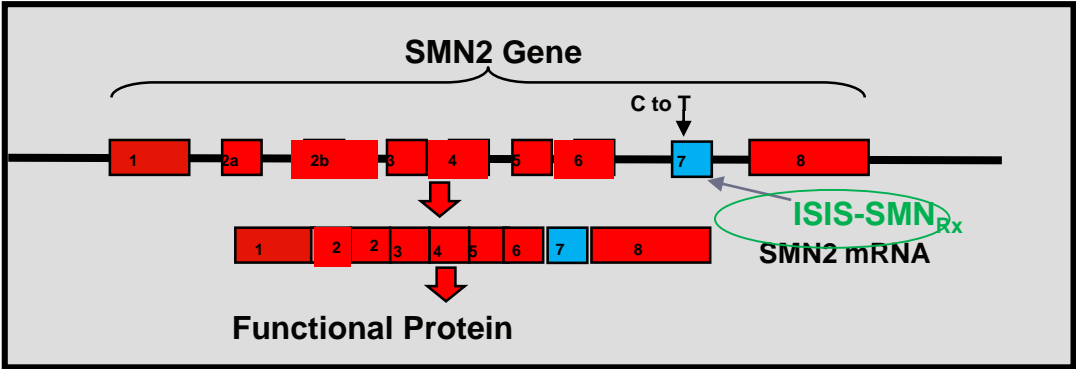 SMN2 Gene
C to T
1 2a 2b 3 4 5 6 7 8
ISIS-SMNRx
1 2 2 3 4 5 6 7 8
SMN2 mRNA
Functional Protein